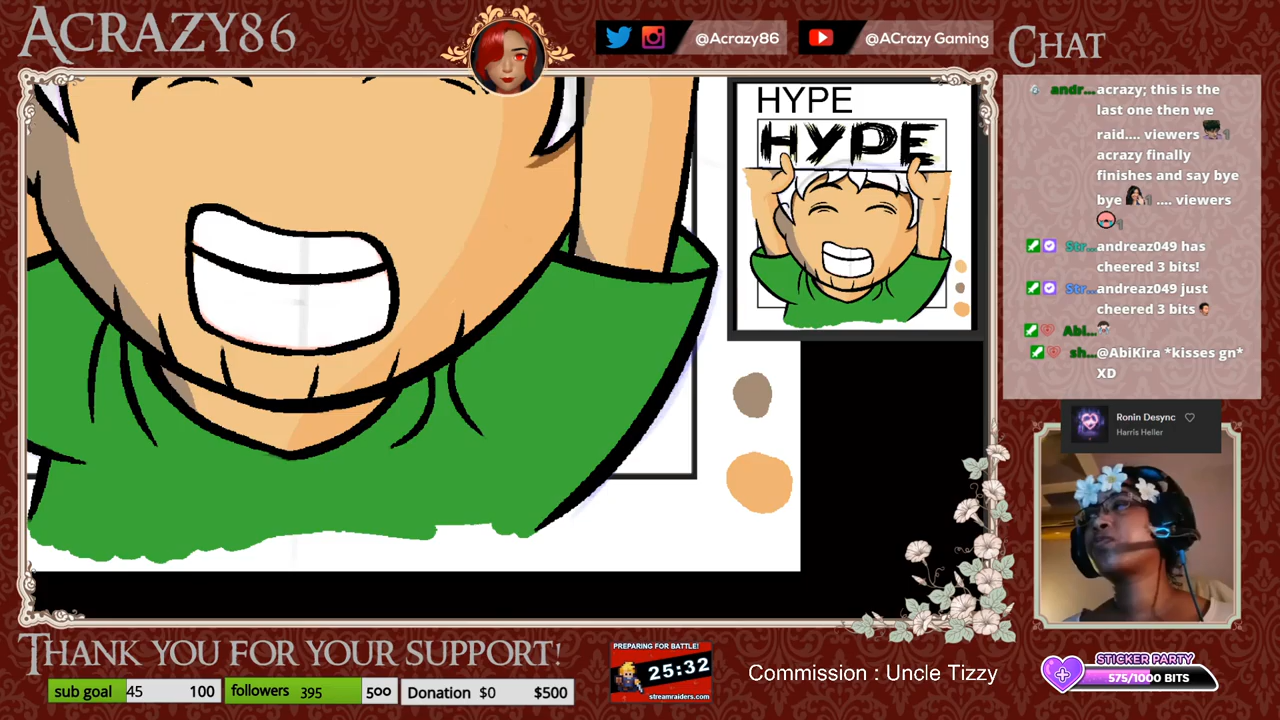 ACRAZY86
@Acrazy86
@ACrazy Gaming
CHAT
HYPE
HYPE
andr...acrazy; this is the
last one then we
raid.... viewers 1
acrazy finally
finishes and say bye
bye 1 .... viewers
1
Str...andreaz049 has
cheered 3 bits!
Str...andreaz049 just
cheered 3 bits
Abi...
sh...@AbiKira *kisses gn*
XD
Ronin Desync
Harris Heller
THANK YOU FOR YOUR SUPPORT!
sub goal 45 100
followers 395 500
Donation $0 $500
PREPARING FOR BATTLE!
25:32
streamraiders.com
Commission : Uncle Tizzy
STICKER PARTY
575/1000 BITS